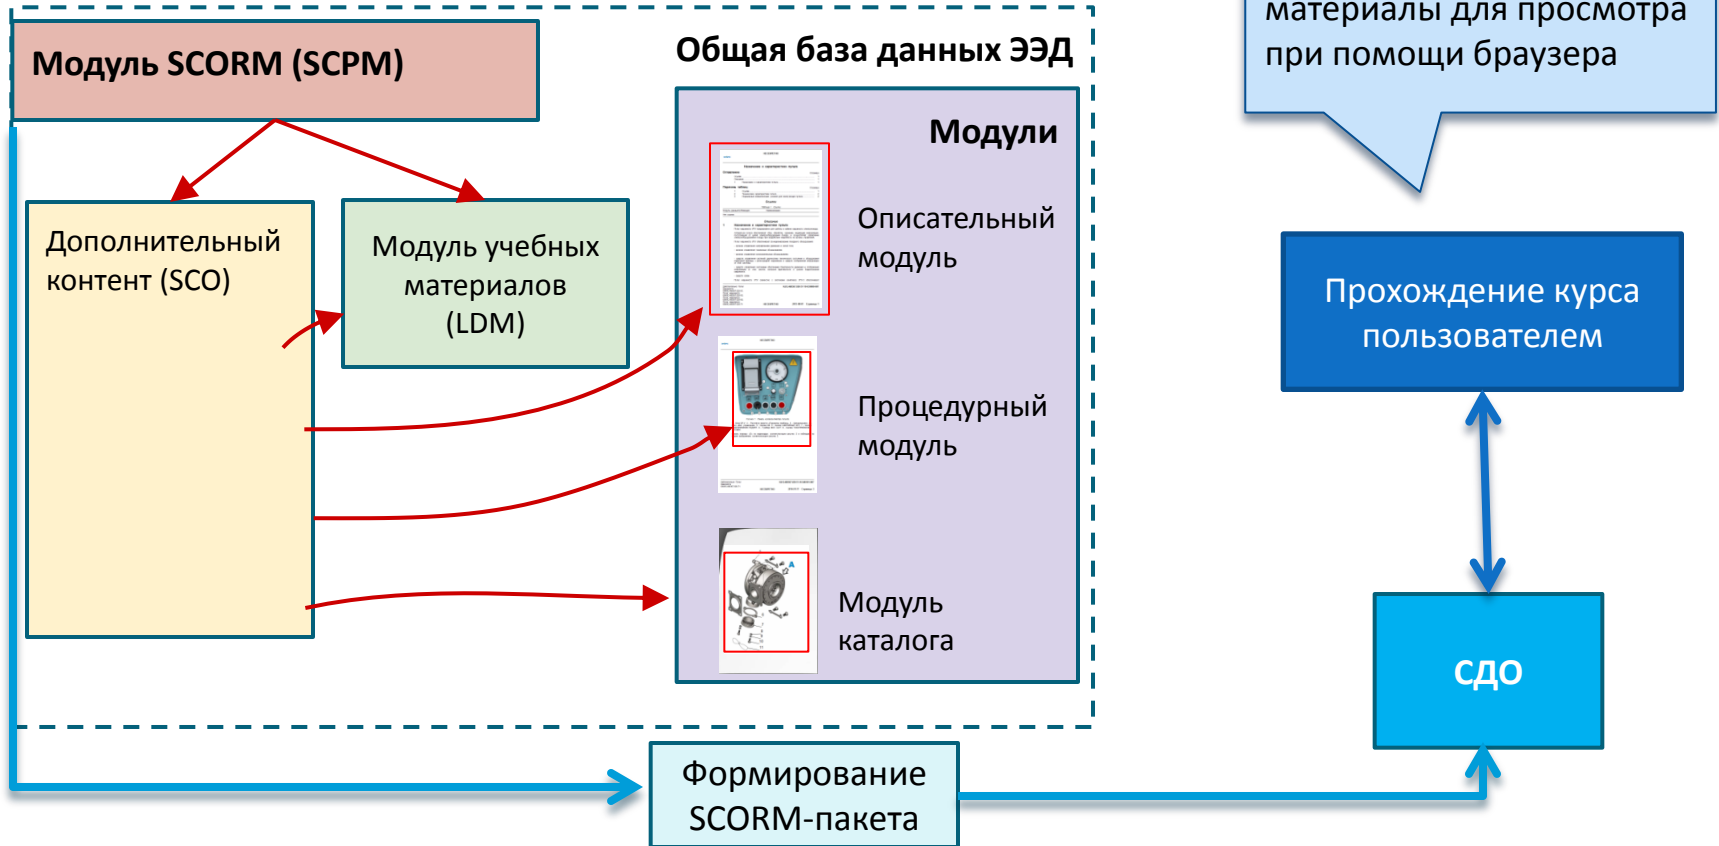 Модуль SCORM (SCPM)
Общая база данных ЭЭД
материалы для просмотра
при помощи браузера
Модули
Дополнительный
контент (SCO)
Модуль учебных
материалов
(LDM)
Описательный
модуль
Процедурный
модуль
Модуль
каталога
Прохождение курса
пользователем
СДО
Формирование
SCORM-пакета